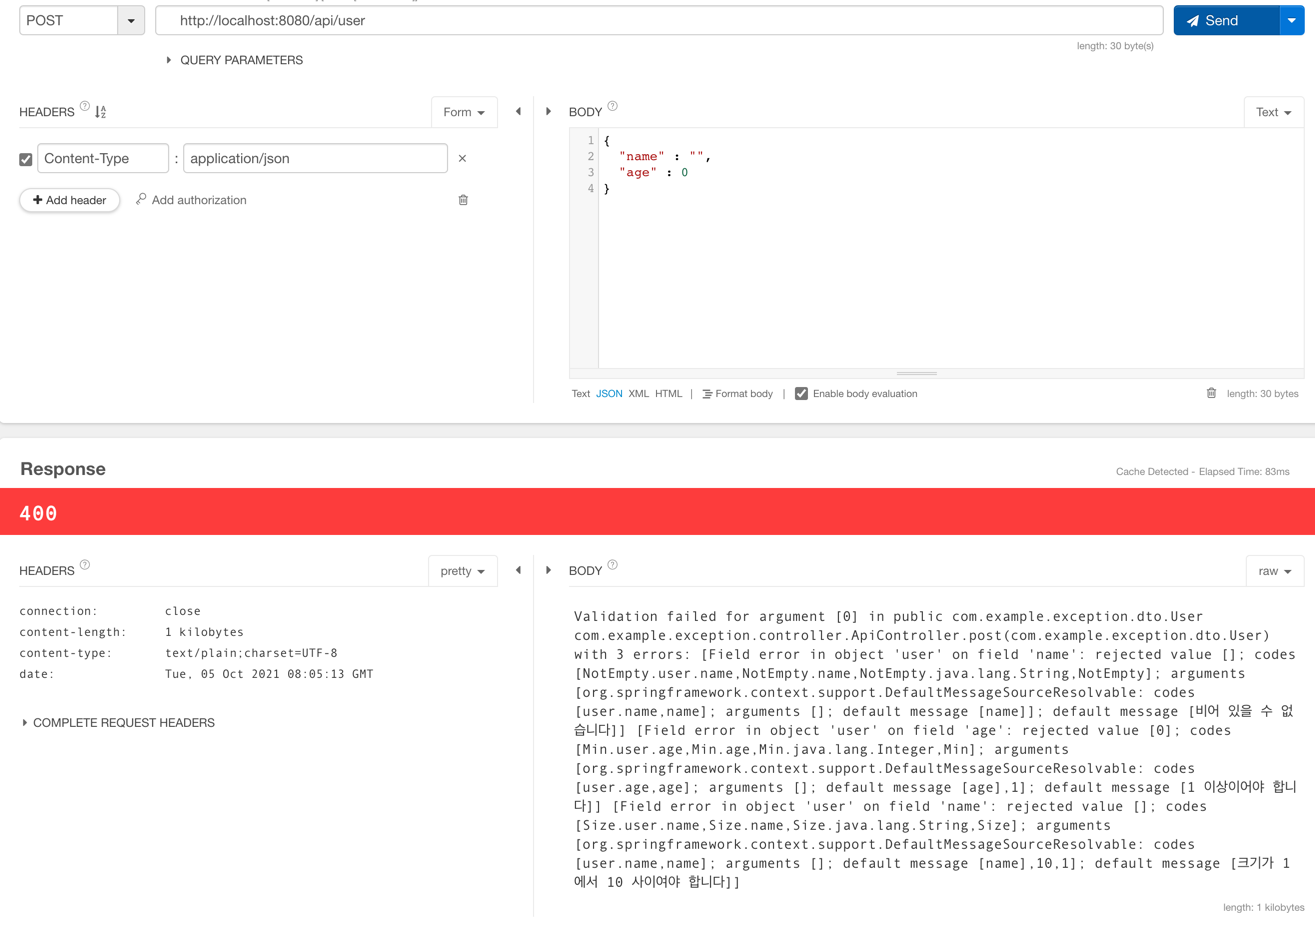 POST
http://localhost:8080/api/user
Send
length: 30 byte(s)
QUERY PARAMETERS
HEADERS ?
Form
Content-Type : application/json ×
+ Add header
Add authorization
BODY ?
Text
1 {
2 "name" : "",
3 "age" : 0
4 }
Text JSON XML HTML | Format body | Enable body evaluation
length: 30 bytes
Response
Cache Detected - Elapsed Time: 83ms
400
HEADERS ?
pretty
connection: close
content-length: 1 kilobytes
content-type: text/plain;charset=UTF-8
date: Tue, 05 Oct 2021 08:05:13 GMT
COMPLETE REQUEST HEADERS
BODY ?
raw
Validation failed for argument [0] in public com.example.exception.dto.User
com.example.exception.controller.ApiController.post(com.example.exception.dto.User)
with 3 errors: [Field error in object 'user' on field 'name': rejected value []; codes
[NotEmpty.user.name,NotEmpty.name,NotEmpty.java.lang.String,NotEmpty]; arguments
[org.springframework.context.support.DefaultMessageSourceResolvable: codes
[user.name,name]; arguments []; default message [name]]; default message [비어 있을 수 없
습니다]] [Field error in object 'user' on field 'age': rejected value [0]; codes
[Min.user.age,Min.age,Min.java.lang.Integer,Min]; arguments
[org.springframework.context.support.DefaultMessageSourceResolvable: codes
[user.age,age]; arguments []; default message [age],1]; default message [1 이상이어야 합니
다]] [Field error in object 'user' on field 'name': rejected value []; codes
[Size.user.name,Size.name,Size.java.lang.String,Size]; arguments
[org.springframework.context.support.DefaultMessageSourceResolvable: codes
[user.name,name]; arguments []; default message [name],10,1]; default message [크기가 1
에서 10 사이여야 합니다]]
length: 1 kilobytes